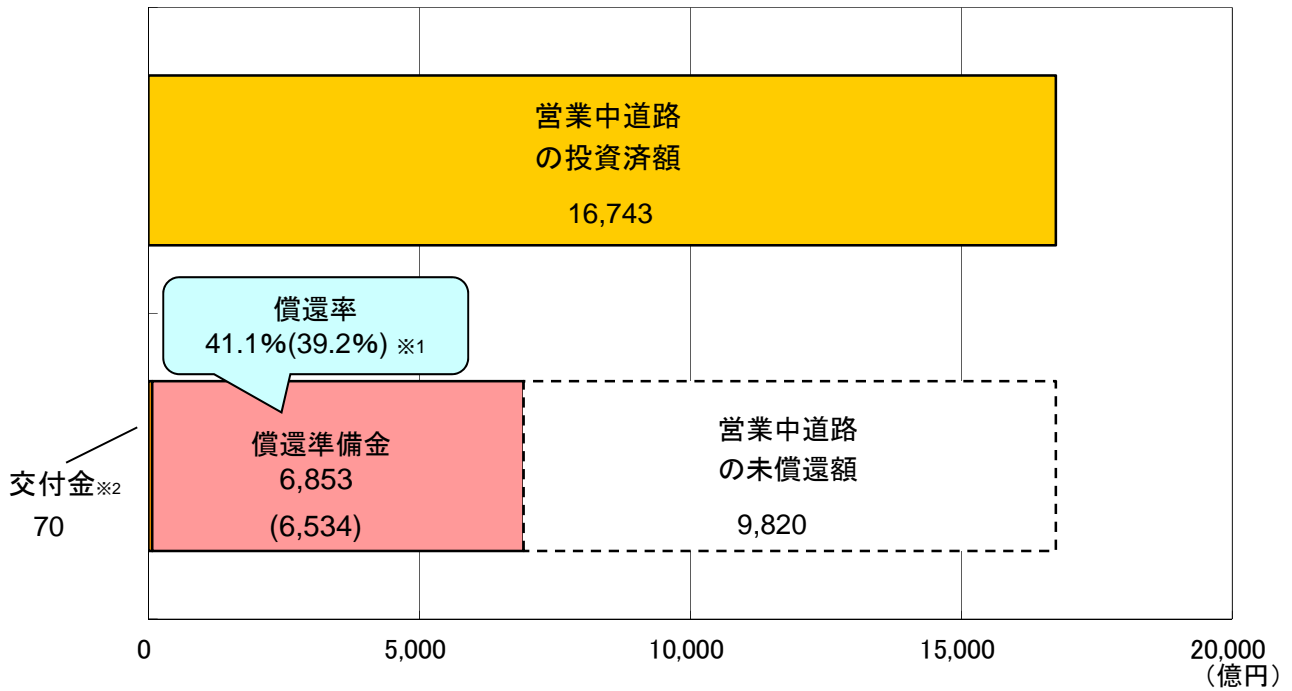 営業中道路
の投資済額
16,743
償還率
41.1%(39.2%) ※1
償還準備金
6,853
(6,534)
営業中道路
の未償還額
9,820
交付金※2
70
0
5,000
10,000
15,000
20,000
（億円）